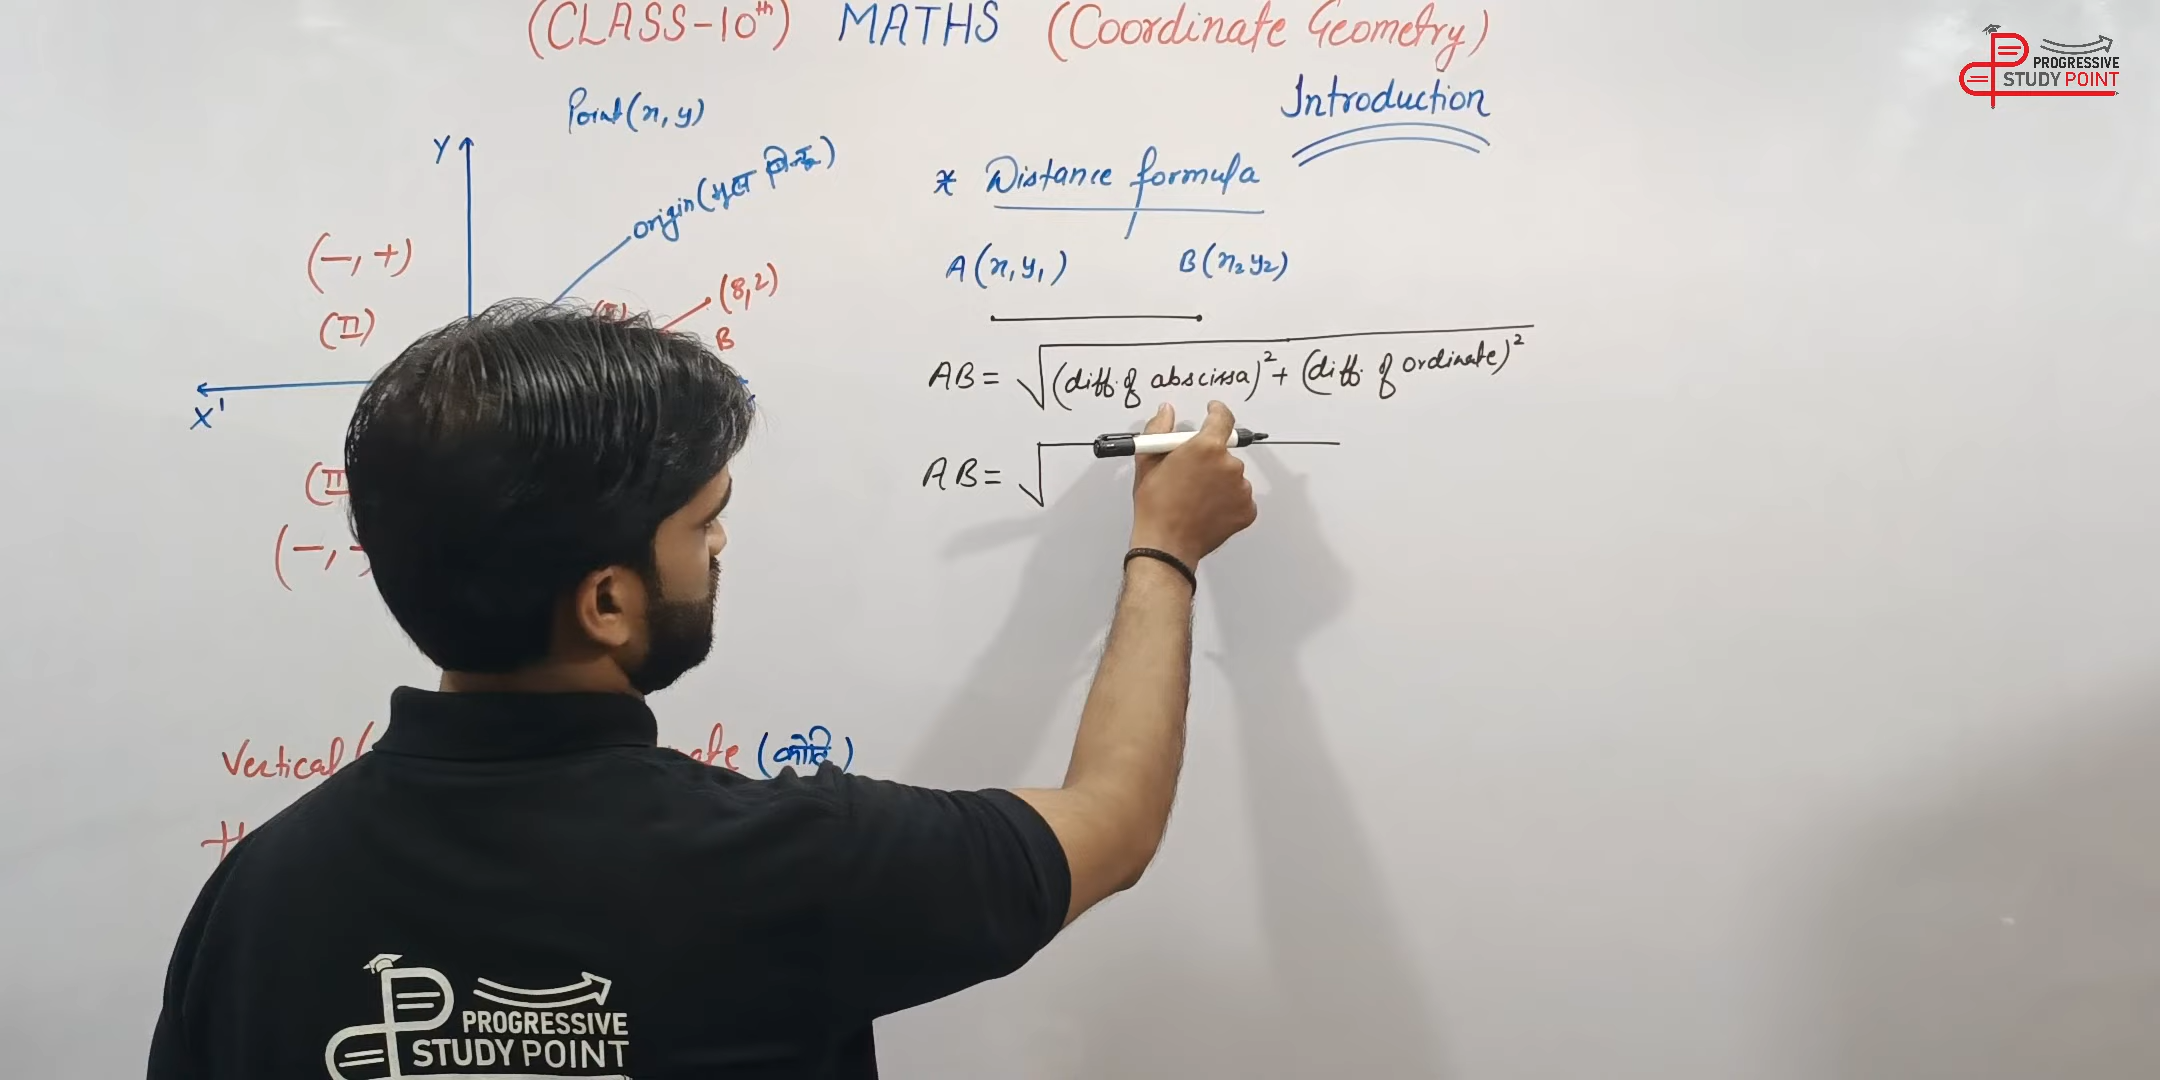 (CLASS-10th) MATHS (Coordinate Geometry)
Introduction
PROGRESSIVE
STUDY POINT
Point (x, y)
Y
origin (मूल बिन्दु)
(-, +)
(II)
(8,2)
B
X'
(-, -
Vertical (
(कोटि)
* Distance formula
A (x, y₁) B (x₂ y₂)
AB = √(diff. of abscissa)² + (diff. of ordinate)²
AB = √
PROGRESSIVE
STUDY POINT